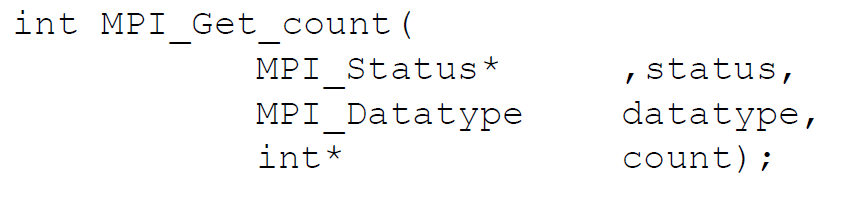 int MPI_Get_count(
MPI_Status* ,status,
MPI_Datatype datatype,
int* count);